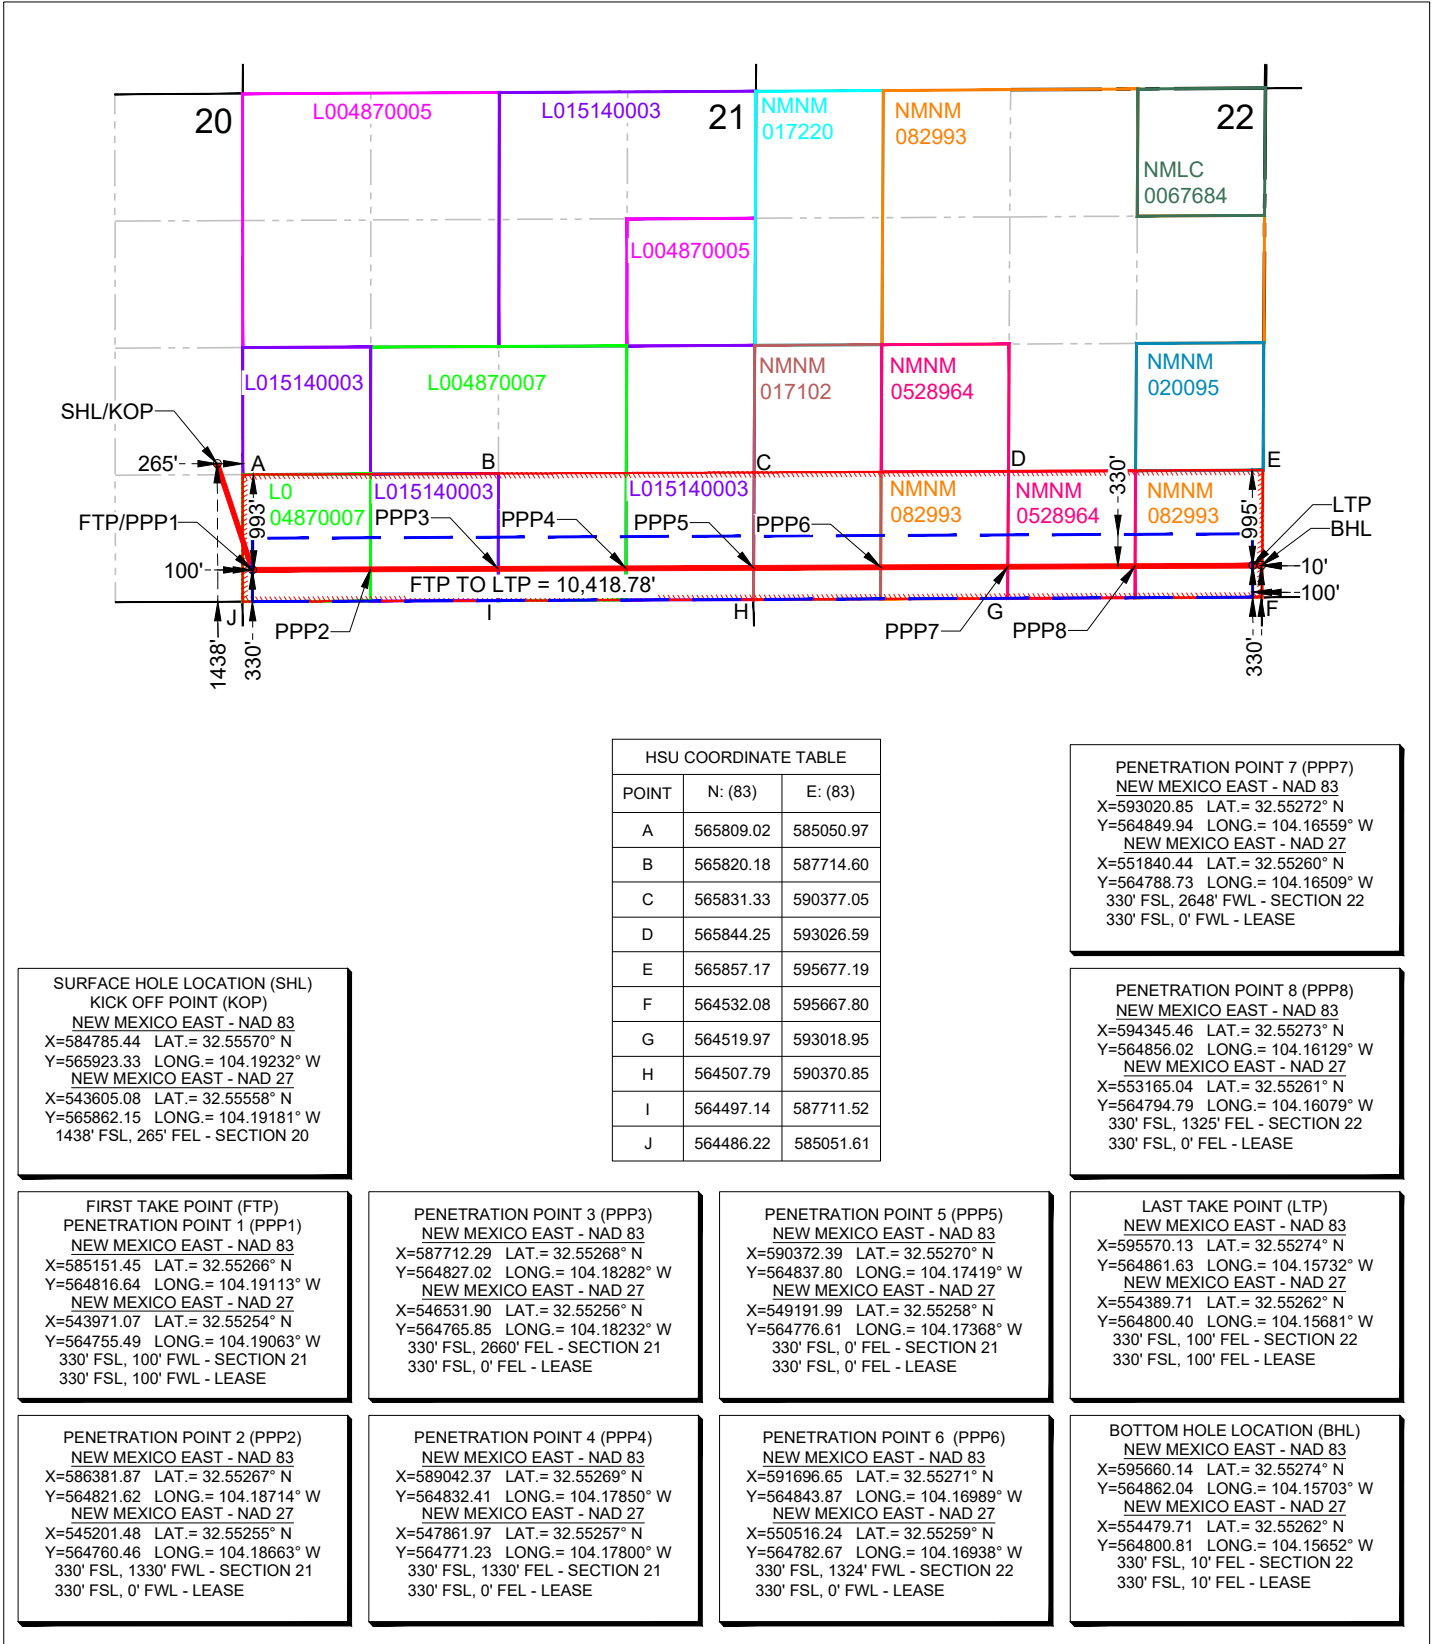 20
L004870005
L015140003
21
NMNM
017220
NMNM
082993
22
NMLC
0067684
L004870005
L015140003
L004870007
NMNM
017102
NMNM
0528964
NMNM
020095
SHL/KOP
265'
A
B
C
D
E
330'
L0
04870007
993'
L015140003
L015140003
NMNM
082993
NMNM
0528964
NMNM
082993
995'
LTP
BHL
FTP/PPP1
PPP3
PPP4
PPP5
PPP6
100'
10'
FTP TO LTP = 10,418.78'
100'
J
I
H
G
F
PPP2
PPP7
PPP8
1438'
330'
330'
HSU COORDINATE TABLE
POINT N: (83) E: (83)
A 565809.02 585050.97
B 565820.18 587714.60
C 565831.33 590377.05
D 565844.25 593026.59
E 565857.17 595677.19
F 564532.08 595667.80
G 564519.97 593018.95
H 564507.79 590370.85
I 564497.14 587711.52
J 564486.22 585051.61
PENETRATION POINT 7 (PPP7)
NEW MEXICO EAST - NAD 83
X=593020.85 LAT.= 32.55272° N
Y=564849.94 LONG.= 104.16559° W
NEW MEXICO EAST - NAD 27
X=551840.44 LAT.= 32.55260° N
Y=564788.73 LONG.= 104.16509° W
330' FSL, 2648' FWL - SECTION 22
330' FSL, 0' FWL - LEASE
SURFACE HOLE LOCATION (SHL)
KICK OFF POINT (KOP)
NEW MEXICO EAST - NAD 83
X=584785.44 LAT.= 32.55570° N
Y=565923.33 LONG.= 104.19232° W
NEW MEXICO EAST - NAD 27
X=543605.08 LAT.= 32.55558° N
Y=565862.15 LONG.= 104.19181° W
1438' FSL, 265' FEL - SECTION 20
PENETRATION POINT 8 (PPP8)
NEW MEXICO EAST - NAD 83
X=594345.46 LAT.= 32.55273° N
Y=564856.02 LONG.= 104.16129° W
NEW MEXICO EAST - NAD 27
X=553165.04 LAT.= 32.55261° N
Y=564794.79 LONG.= 104.16079° W
330' FSL, 1325' FEL - SECTION 22
330' FSL, 0' FEL - LEASE
FIRST TAKE POINT (FTP)
PENETRATION POINT 1 (PPP1)
NEW MEXICO EAST - NAD 83
X=585151.45 LAT.= 32.55266° N
Y=564816.64 LONG.= 104.19113° W
NEW MEXICO EAST - NAD 27
X=543971.07 LAT.= 32.55254° N
Y=564755.49 LONG.= 104.19063° W
330' FSL, 100' FWL - SECTION 21
330' FSL, 100' FWL - LEASE
PENETRATION POINT 3 (PPP3)
NEW MEXICO EAST - NAD 83
X=587712.29 LAT.= 32.55268° N
Y=564827.02 LONG.= 104.18282° W
NEW MEXICO EAST - NAD 27
X=546531.90 LAT.= 32.55256° N
Y=564765.85 LONG.= 104.18232° W
330' FSL, 2660' FEL - SECTION 21
330' FSL, 0' FEL - LEASE
PENETRATION POINT 5 (PPP5)
NEW MEXICO EAST - NAD 83
X=590372.39 LAT.= 32.55270° N
Y=564837.80 LONG.= 104.17419° W
NEW MEXICO EAST - NAD 27
X=549191.99 LAT.= 32.55258° N
Y=564776.61 LONG.= 104.17368° W
330' FSL, 0' FEL - SECTION 21
330' FSL, 0' FEL - LEASE
LAST TAKE POINT (LTP)
NEW MEXICO EAST - NAD 83
X=595570.13 LAT.= 32.55274° N
Y=564861.63 LONG.= 104.15732° W
NEW MEXICO EAST - NAD 27
X=554389.71 LAT.= 32.55262° N
Y=564800.40 LONG.= 104.15681° W
330' FSL, 100' FEL - SECTION 22
330' FSL, 100' FEL - LEASE
PENETRATION POINT 2 (PPP2)
NEW MEXICO EAST - NAD 83
X=586381.87 LAT.= 32.55267° N
Y=564821.62 LONG.= 104.18714° W
NEW MEXICO EAST - NAD 27
X=545201.48 LAT.= 32.55255° N
Y=564760.46 LONG.= 104.18663° W
330' FSL, 1330' FWL - SECTION 21
330' FSL, 0' FWL - LEASE
PENETRATION POINT 4 (PPP4)
NEW MEXICO EAST - NAD 83
X=589042.37 LAT.= 32.55269° N
Y=564832.41 LONG.= 104.17850° W
NEW MEXICO EAST - NAD 27
X=547861.97 LAT.= 32.55257° N
Y=564771.23 LONG.= 104.17800° W
330' FSL, 1330' FEL - SECTION 21
330' FSL, 0' FEL - LEASE
PENETRATION POINT 6 (PPP6)
NEW MEXICO EAST - NAD 83
X=591696.65 LAT.= 32.55271° N
Y=564843.87 LONG.= 104.16989° W
NEW MEXICO EAST - NAD 27
X=550516.24 LAT.= 32.55259° N
Y=564782.67 LONG.= 104.16938° W
330' FSL, 1324' FWL - SECTION 22
330' FSL, 0' FWL - LEASE
BOTTOM HOLE LOCATION (BHL)
NEW MEXICO EAST - NAD 83
X=595660.14 LAT.= 32.55274° N
Y=564862.04 LONG.= 104.15703° W
NEW MEXICO EAST - NAD 27
X=554479.71 LAT.= 32.55262° N
Y=564800.81 LONG.= 104.15652° W
330' FSL, 10' FEL - SECTION 22
330' FSL, 10' FEL - LEASE